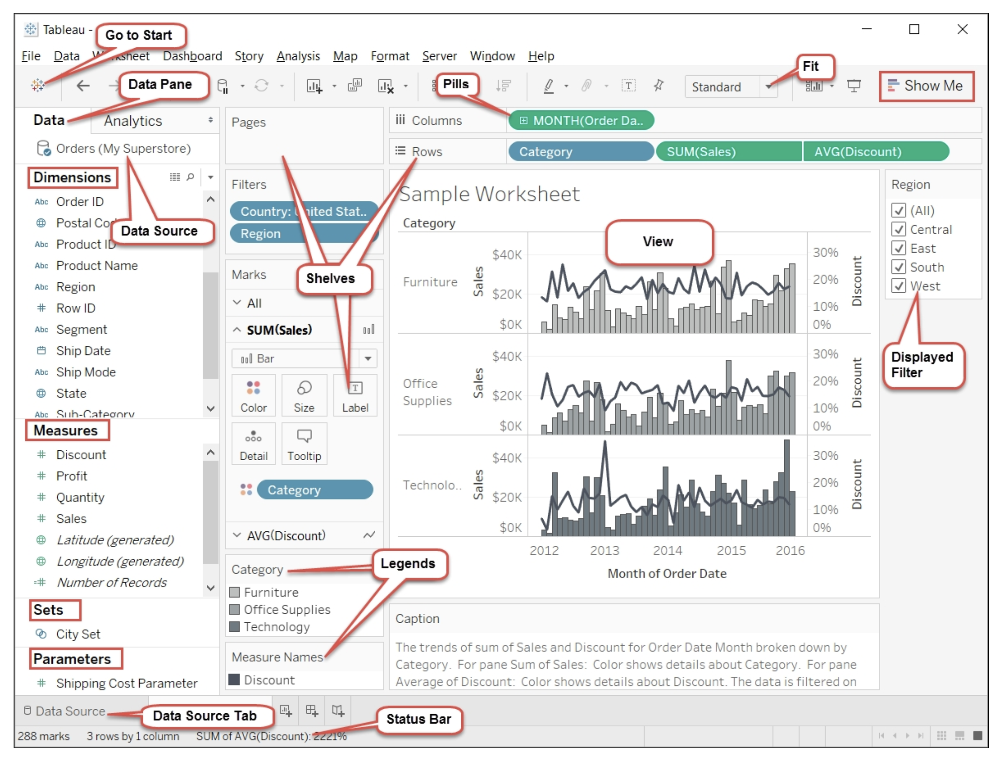 Tableau -
Go to Start
File Data Worksheet Dashboard Story Analysis Map Format Server Window Help
Fit
Data Pane
Pills
Standard
Show Me
Data Analytics
Pages
Columns
MONTH(Order Da..
Orders (My Superstore)
Rows
Category SUM(Sales) AVG(Discount)
Dimensions
Order ID
Postal Cod
Product ID
Product Name
Region
Row ID
Segment
Ship Date
Ship Mode
State
Sub-Category
Abc
Abc
Abc
Abc
Abc
Abc
Abc
Data Source
Measures
Discount
Profit
Quantity
Sales
Latitude (generated)
Longitude (generated)
Number of Records
Sets
City Set
Parameters
Shipping Cost Parameter
Filters
Country: United Stat..
Region
Marks
Shelves
All
SUM(Sales)
Bar
Color Size Label
Detail Tooltip
Category
AVG(Discount)
Category
Legends
Furniture
Office Supplies
Technology
Measure Names
Discount
Sample Worksheet
Category
View
Furniture
Sales
$40K
$20K
$0K
30%
20%
10%
0%
Discount
Office
Supplies
Sales
$40K
$20K
$0K
30%
20%
10%
0%
Discount
Technolo..
Sales
$40K
$20K
$0K
30%
20%
10%
0%
Discount
2012 2013 2014 2015 2016
Month of Order Date
Region
(All)
Central
East
South
West
Displayed
Filter
Caption
The trends of sum of Sales and Discount for Order Date Month broken down by
Category. For pane Sum of Sales: Color shows details about Category. For pane
Average of Discount: Color shows details about Discount. The data is filtered on
Data Source
Data Source Tab
Status Bar
288 marks 3 rows by 1 column SUM of AVG(Discount): 2221%